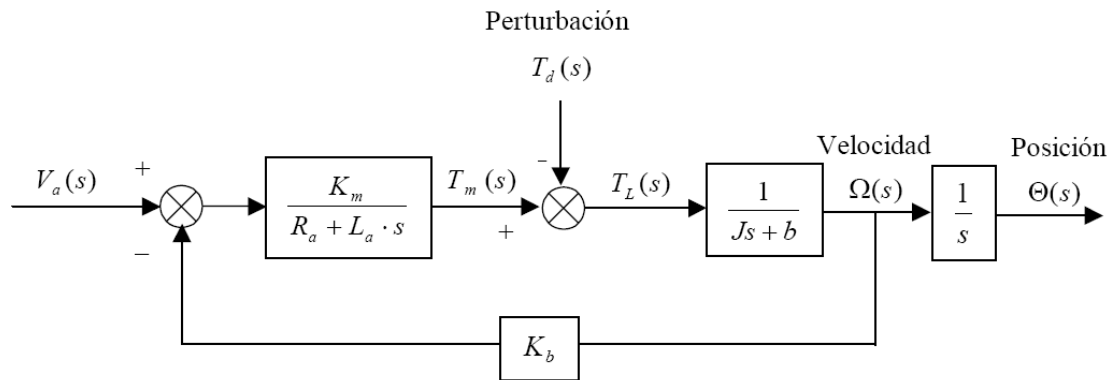 Perturbación
T_d(s)
Velocidad
Posición
+
-
V_a(s)
K_m
R_a + L_a · s
T_m(s)
T_L(s)
1
Js + b
Ω(s)
1
s
Θ(s)
+
−
K_b